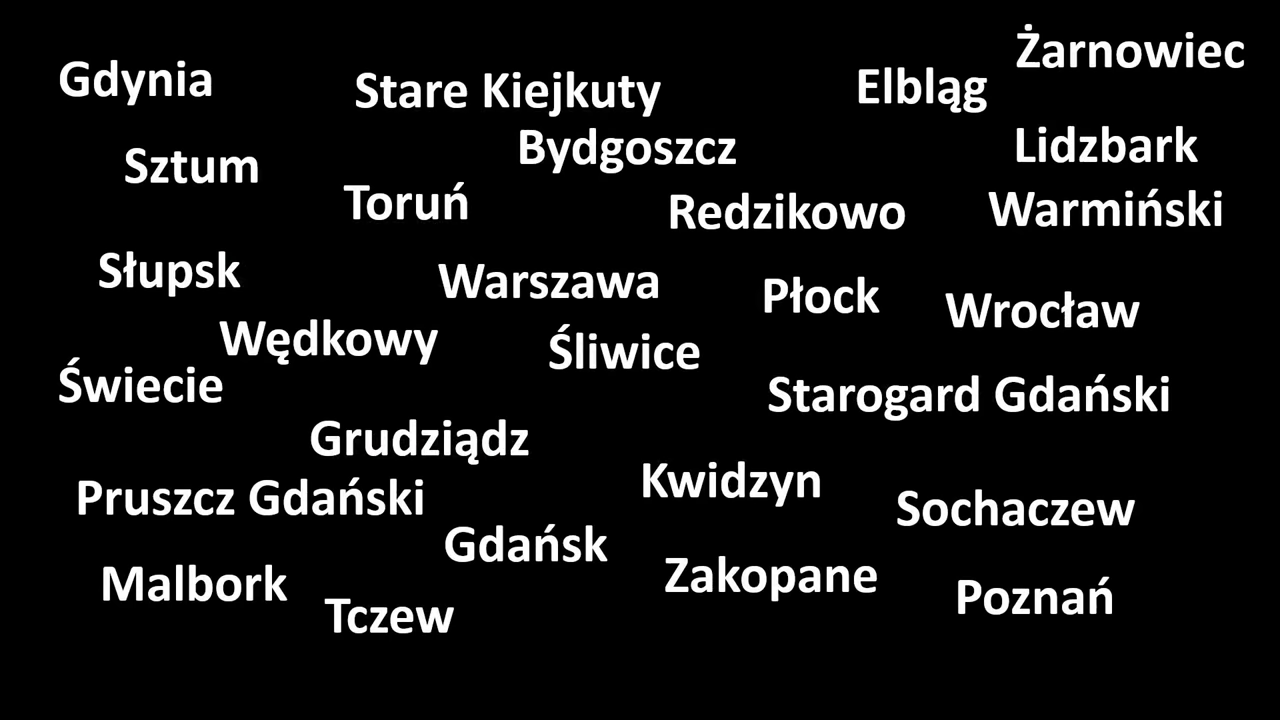 Żarnowiec
Gdynia
Stare Kiejkuty
Elbląg
Bydgoszcz
Lidzbark
Warmiński
Sztum
Toruń
Redzikowo
Słupsk
Warszawa
Płock
Wrocław
Wędkowy
Śliwice
Świecie
Starogard Gdański
Grudziądz
Kwidzyn
Pruszcz Gdański
Sochaczew
Gdańsk
Zakopane
Malbork
Poznań
Tczew